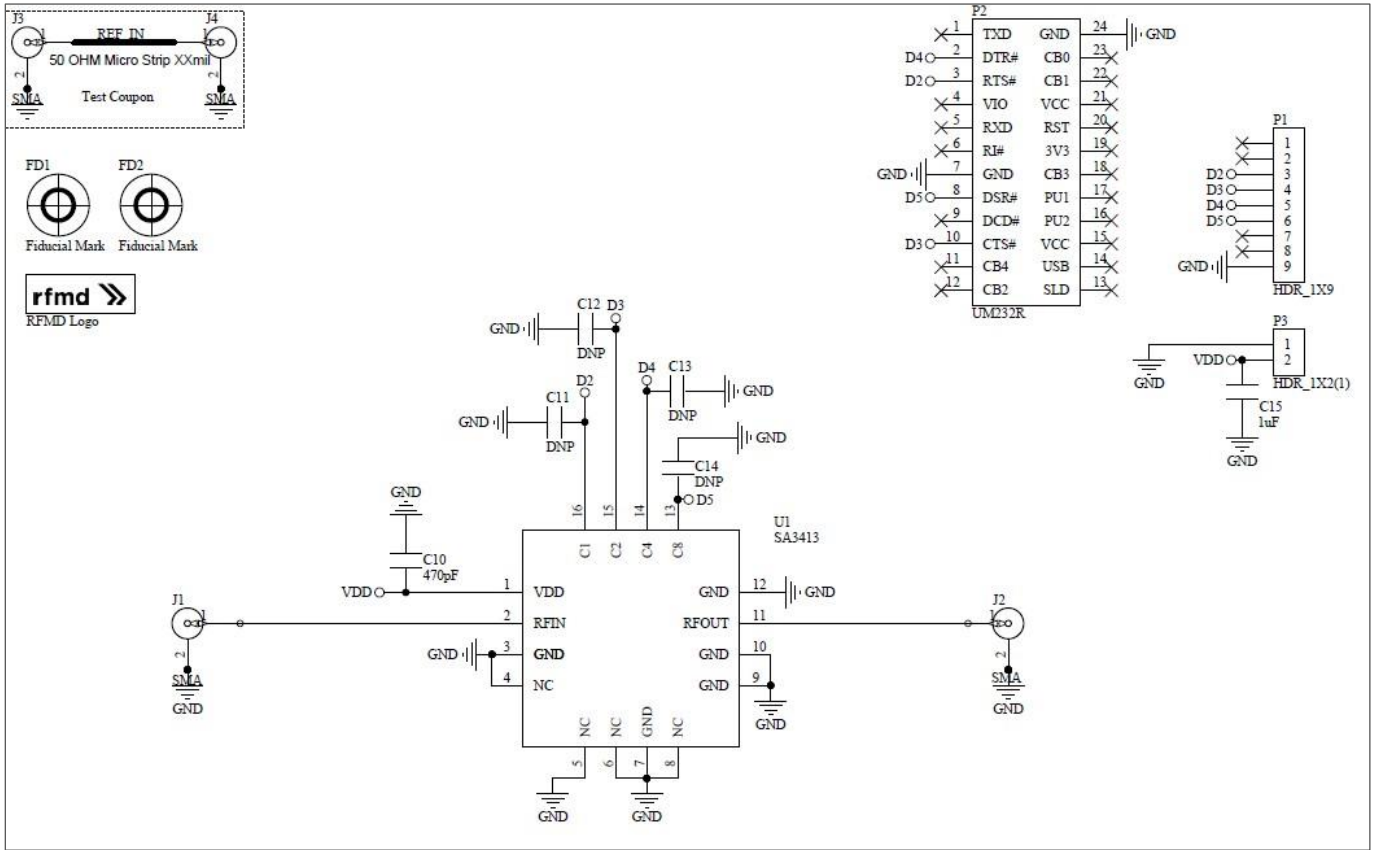 J3
J4
1
REF_IN
1
50 OHM Micro Strip XXmil
2
2
SMA
Test Coupon
SMA
FD1
FD2
Fiducial Mark
Fiducial Mark
rfmd
RFMD Logo
P2
1 TXD GND 24 GND
D4 2 DTR# CB0 23
D2 3 RTS# CB1 22
4 VIO VCC 21
5 RXD RST 20
6 RI# 3V3 19
GND 7 GND CB3 18
D5 8 DSR# PU1 17
9 DCD# PU2 16
D3 10 CTS# VCC 15
11 CB4 USB 14
12 CB2 SLD 13
UM232R
P1
1
2
D2 3
D3 4
D4 5
D5 6
7
8
GND 9
HDR_1X9
P3
1
VDD 2
GND
HDR_1X2(1)
C15
1uF
GND
C12 D3
GND
DNP
D2
C11
GND
DNP
D4 C13
GND
DNP
GND
C14
DNP
D5
GND
C10
470pF
VDD
16 15 14 13
C1 C2 C4 C8
U1
SA3413
1 VDD
2 RFIN
GND 3 GND
4 NC
GND 12 GND
RFOUT 11
GND 10
GND 9
GND
NC NC GND NC
5 6 7 8
GND
GND
J1
1
2
SMA
GND
J2
1
2
SMA
GND